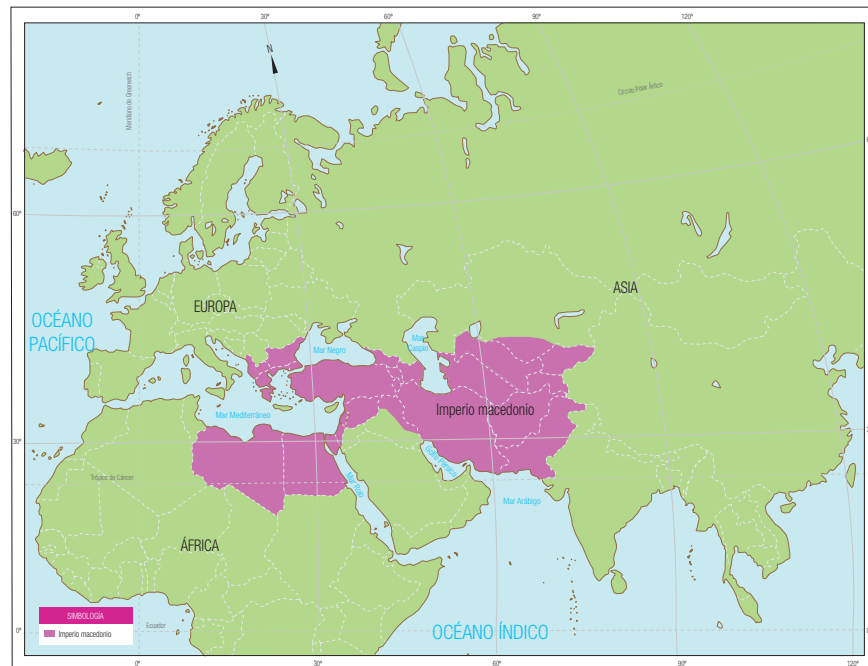 0° 30° 60° 90° 120°
N
Meridiano de Greenwich
Círculo Polar Ártico
60°
ASIA
EUROPA
OCÉANO
PACÍFICO
Mar Negro
Mar
Caspio
Imperio macedonio
Mar Mediterráneo
30°
Golfo Pérsico
Trópico de Cáncer
Mar Rojo
Mar Arábigo
ÁFRICA
SIMBOLOGÍA
Imperio macedonio
Ecuador
OCÉANO ÍNDICO
0°
0° 30° 60° 90° 120°